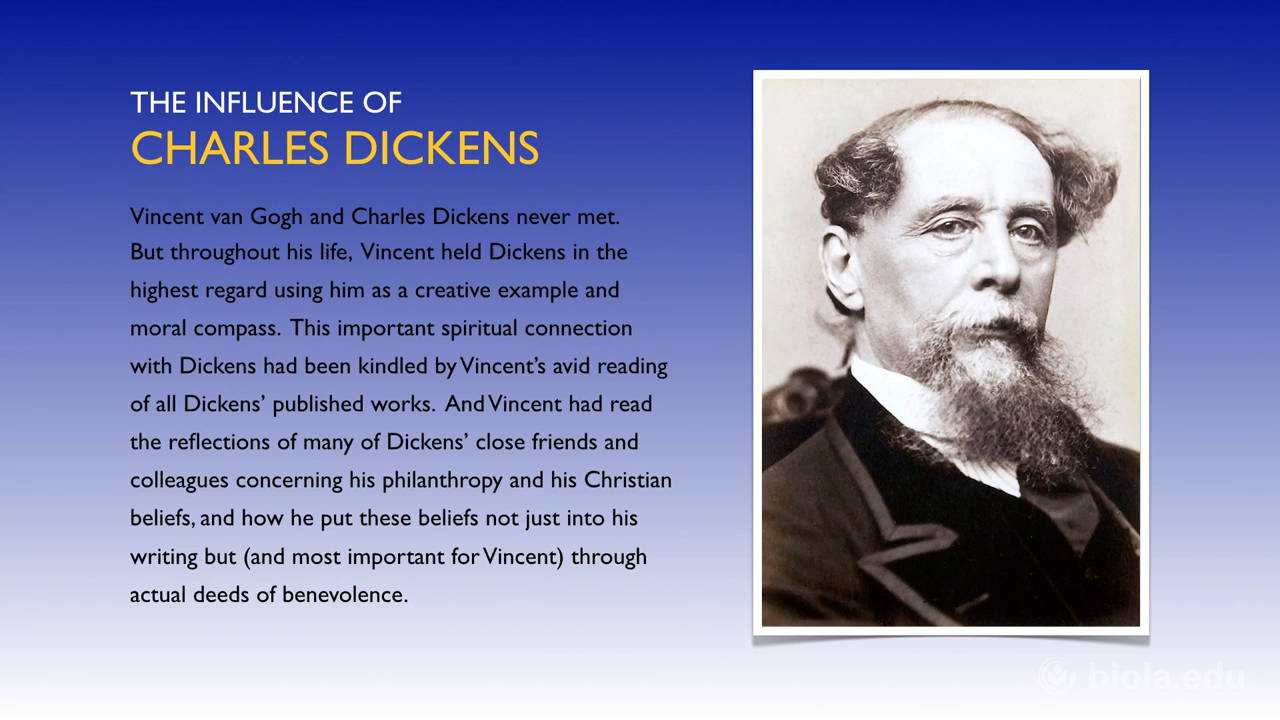 THE INFLUENCE OF
CHARLES DICKENS
Vincent van Gogh and Charles Dickens never met.
But throughout his life, Vincent held Dickens in the
highest regard using him as a creative example and
moral compass. This important spiritual connection
with Dickens had been kindled by Vincent’s avid reading
of all Dickens’ published works. And Vincent had read
the reflections of many of Dickens’ close friends and
colleagues concerning his philanthropy and his Christian
beliefs, and how he put these beliefs not just into his
writing but (and most important for Vincent) through
actual deeds of benevolence.
biola.edu